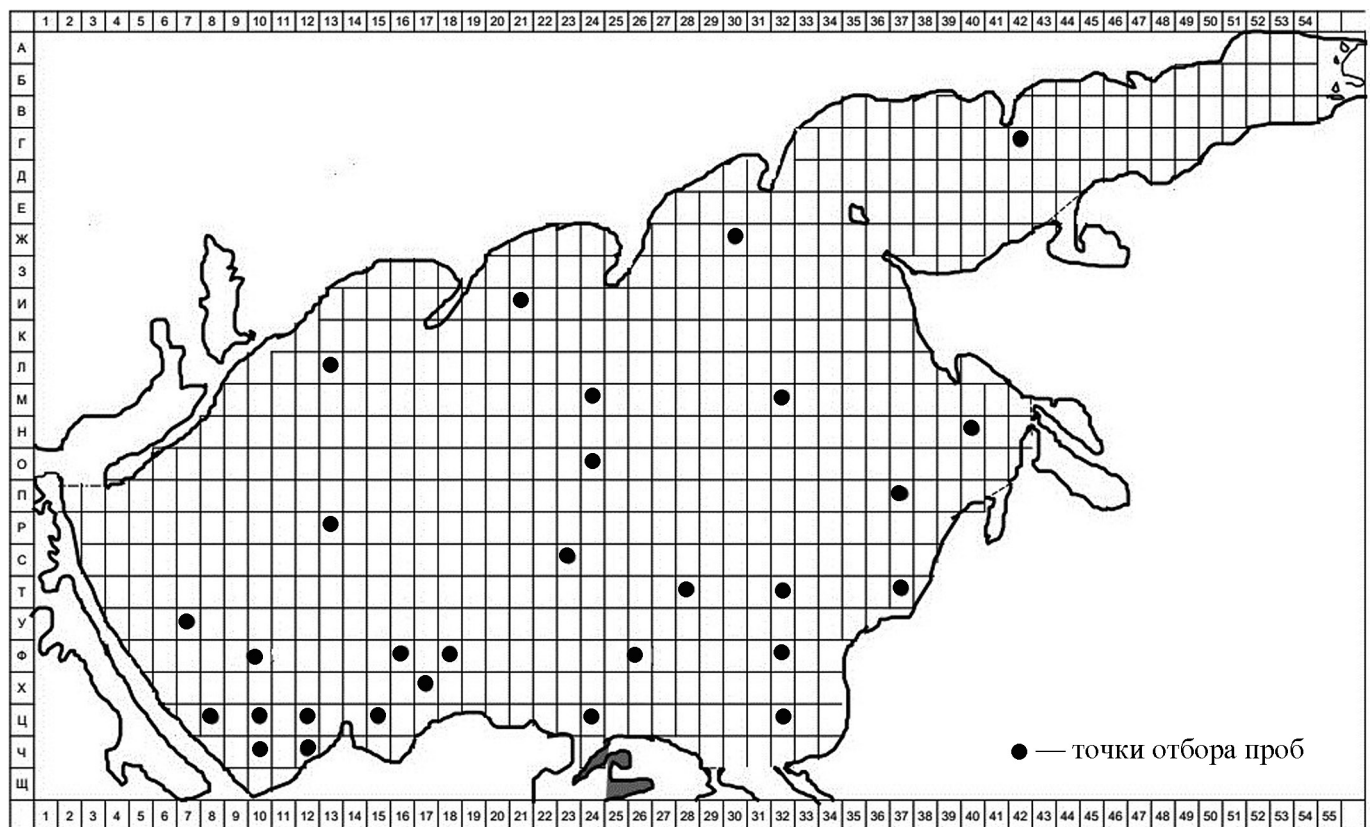 1 2 3 4 5 6 7 8 9 10 11 12 13 14 15 16 17 18 19 20 21 22 23 24 25 26 27 28 29 30 31 32 33 34 35 36 37 38 39 40 41 42 43 44 45 46 47 48 49 50 51 52 53 54
А
Б
В
Г
Д
Е
Ж
З
И
К
Л
М
Н
О
П
Р
С
Т
У
Ф
Х
Ц
Ч
— точки отбора проб
Щ
1 2 3 4 5 6 7 8 9 10 11 12 13 14 15 16 17 18 19 20 21 22 23 24 25 26 27 28 29 30 31 32 33 34 35 36 37 38 39 40 41 42 43 44 45 46 47 48 49 50 51 52 53 54 55